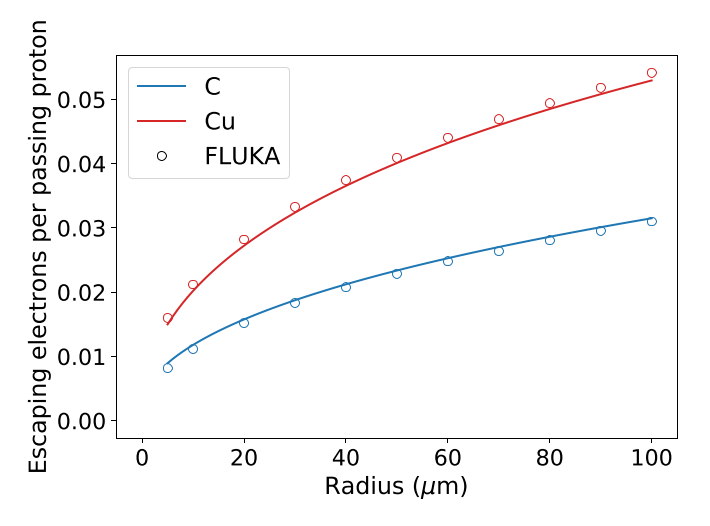 Escaping electrons per passing proton
C
Cu
FLUKA
0.05
0.04
0.03
0.02
0.01
0.00
0 20 40 60 80 100
Radius (μm)